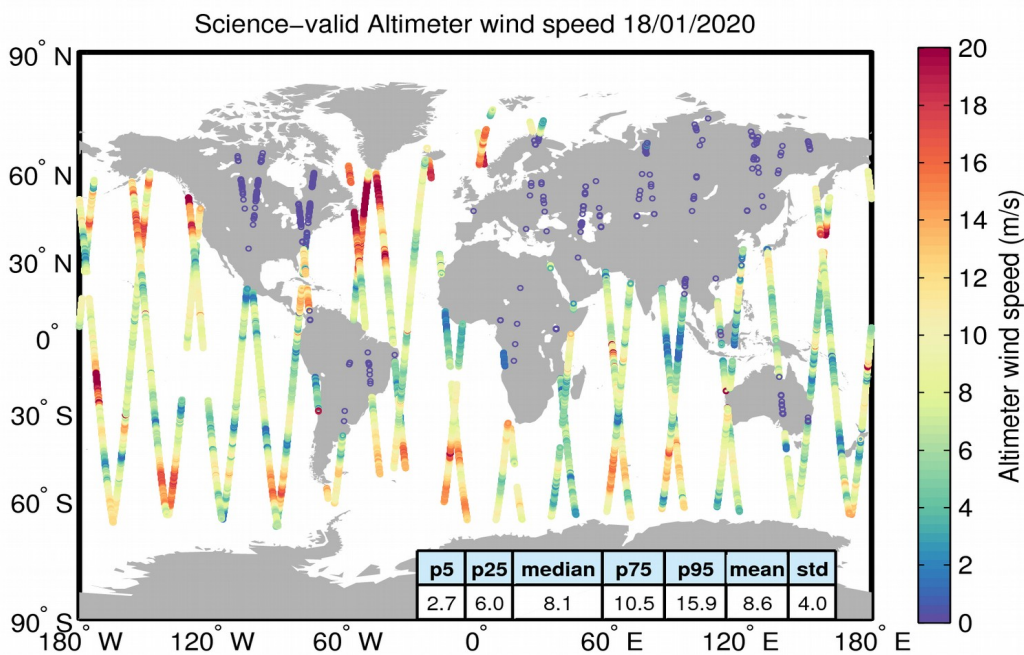 Science−valid Altimeter wind speed 18/01/2020
90° N
60° N
30° N
0°
30° S
60° S
90° S
180° W
120° W
60° W
0°
60° E
120° E
180° E
p5 p25 median p75 p95 mean std
2.7 6.0 8.1 10.5 15.9 8.6 4.0
20
18
16
14
12
10
8
6
4
2
0
Altimeter wind speed (m/s)